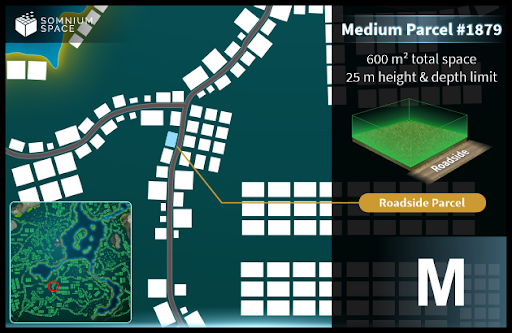 SOMNIUM
SPACE
Medium Parcel #1879
600 m² total space
25 m height & depth limit
Roadside
Roadside Parcel
M